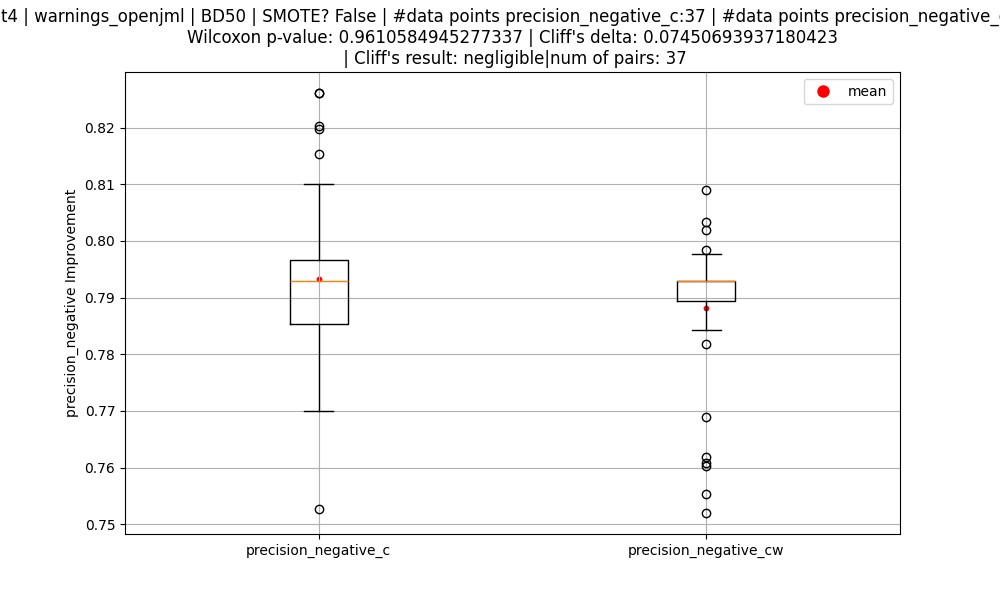 t4 | warnings_openjml | BD50 | SMOTE? False | #data points precision_negative_c:37 | #data points precision_negative_
Wilcoxon p-value: 0.9610584945277337 | Cliff's delta: 0.07450693937180423
| Cliff's result: negligible|num of pairs: 37
mean
0.82
0.81
0.80
0.79
0.78
0.77
0.76
0.75
precision_negative Improvement
precision_negative_c
precision_negative_cw